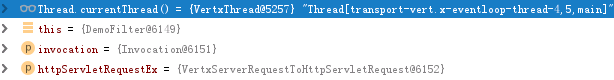 Thread.currentThread() = {VertxThread@5257} "Thread[transport-vert.x-eventloop-thread-4,5,main]"
this = {DemoFilter@6149}
invocation = {Invocation@6151}
httpServletRequestEx = {VertxServerRequestToHttpServletRequest@6152}